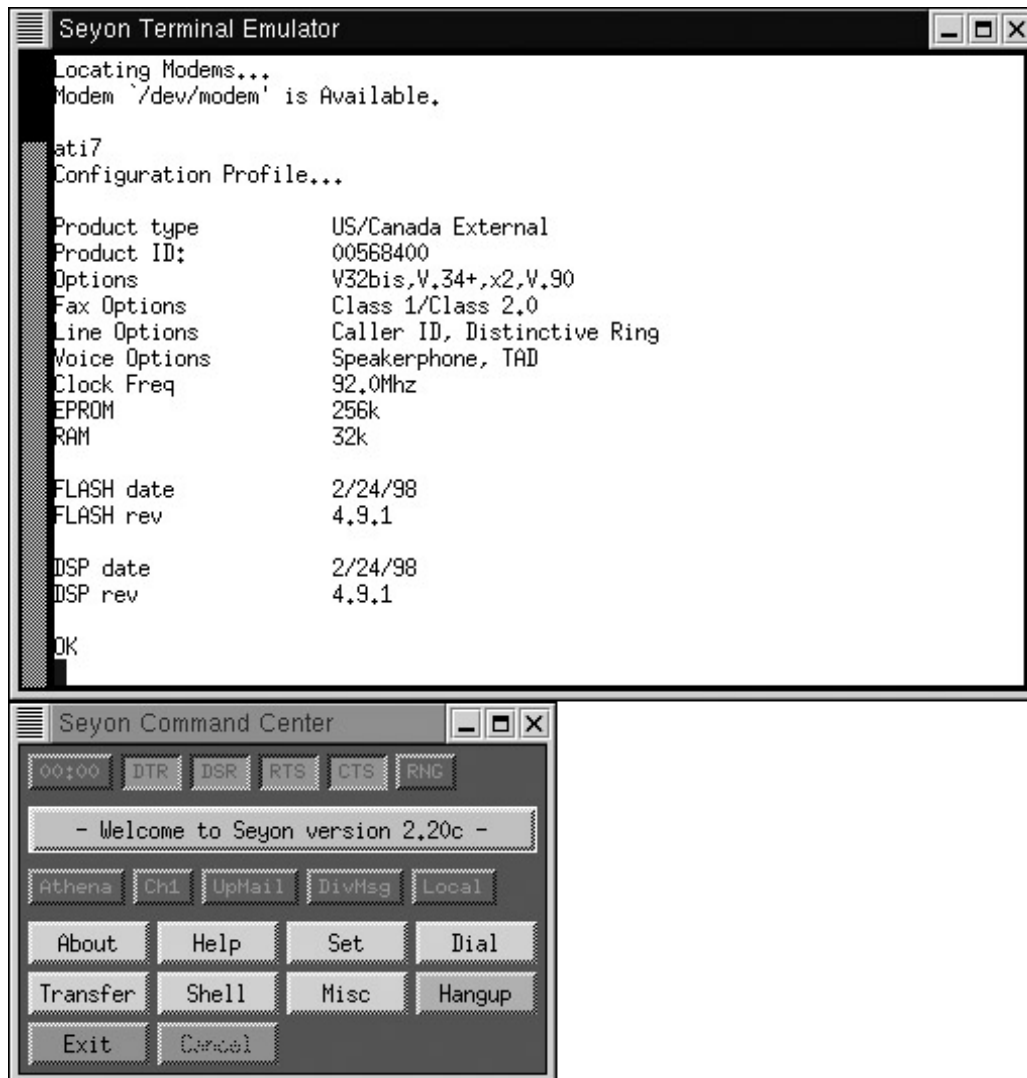 Seyon Terminal Emulator
Locating Modems...
Modem `/dev/modem' is Available.
ati7
Configuration Profile...
Product type US/Canada External
Product ID: 00568400
Options V32bis,V.34+,x2,V.90
Fax Options Class 1/Class 2.0
Line Options Caller ID, Distinctive Ring
Voice Options Speakerphone, TAD
Clock Freq 92.0Mhz
EPROM 256k
RAM 32k
FLASH date 2/24/98
FLASH rev 4.9.1
DSP date 2/24/98
DSP rev 4.9.1
OK
Seyon Command Center
00:00 DTR DSR RTS CTS RNG
- Welcome to Seyon version 2.20c -
Athena Ch1 UpMail DivMsg Local
About Help Set Dial
Transfer Shell Misc Hangup
Exit Cancel